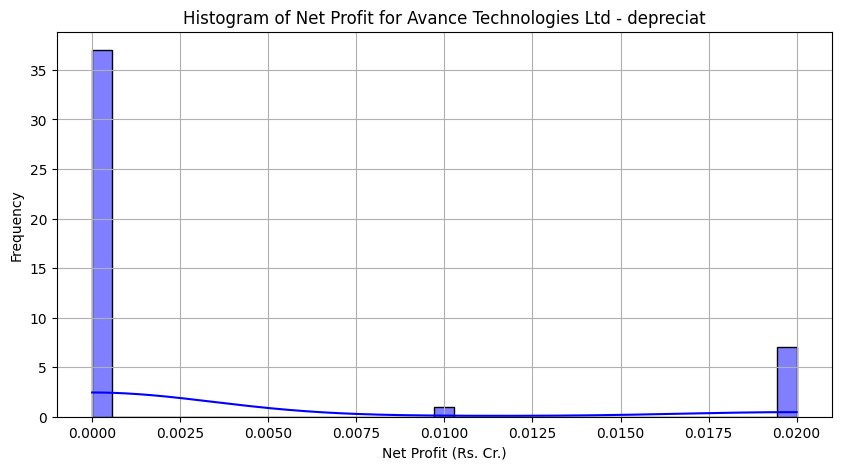 Histogram of Net Profit for Avance Technologies Ltd - depreciat
Frequency
35
30
25
20
15
10
5
0
0.0000 0.0025 0.0050 0.0075 0.0100 0.0125 0.0150 0.0175 0.0200
Net Profit (Rs. Cr.)